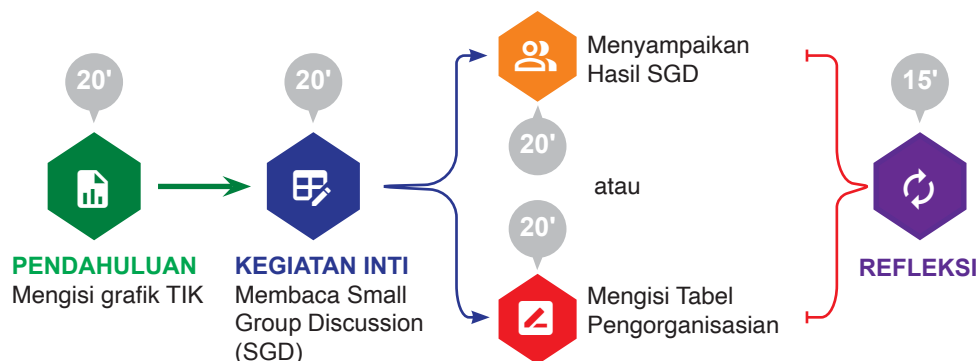 20'
PENDAHULUAN
Mengisi grafik TIK
20'
KEGIATAN INTI
Membaca Small
Group Discussion
(SGD)
Menyampaikan
Hasil SGD
20'
atau
20'
Mengisi Tabel
Pengorganisasian
15'
REFLEKSI